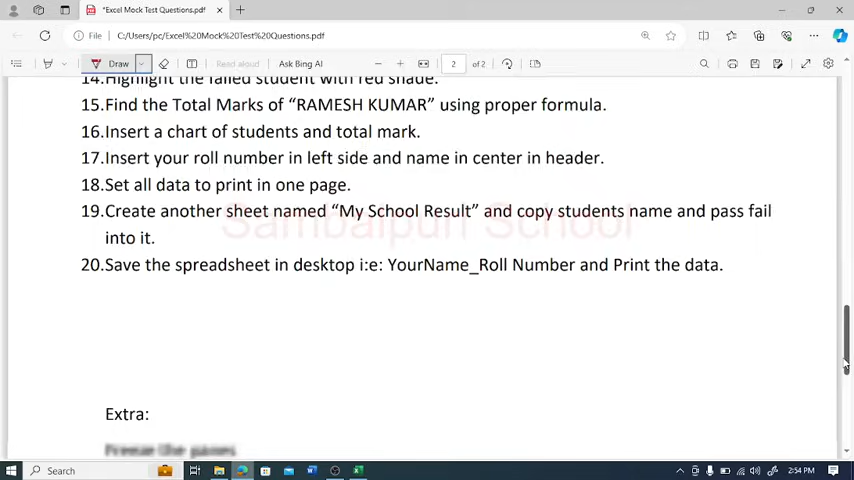 *Excel Mock Test Questions.pdf
File
C:/Users/pc/Excel%20Mock%20Test%20Questions.pdf
Draw
Read aloud
Ask Bing AI
2 of 2
14.Highlight the failed student with red shade.
15.Find the Total Marks of “RAMESH KUMAR” using proper formula.
16.Insert a chart of students and total mark.
17.Insert your roll number in left side and name in center in header.
18.Set all data to print in one page.
19.Create another sheet named “My School Result” and copy students name and pass fail
into it.
Sambalpuri School
20.Save the spreadsheet in desktop i:e: YourName_Roll Number and Print the data.
Extra:
Freeze the panes
Search
2:54 PM